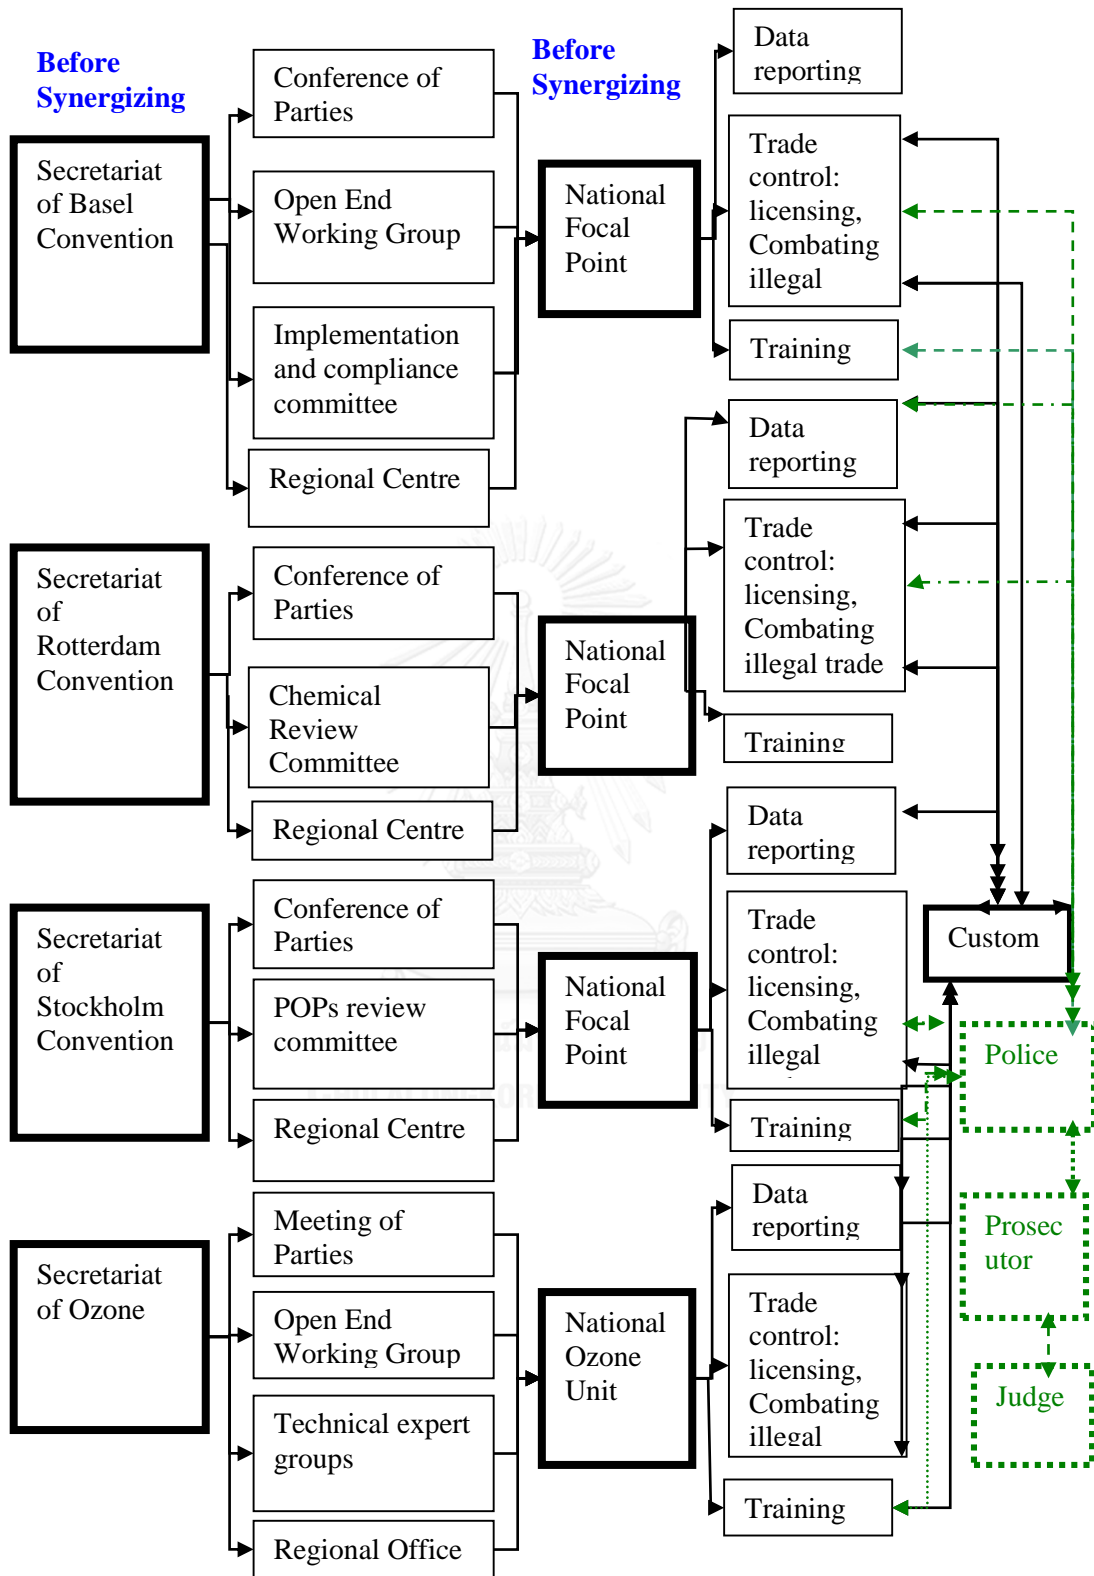 Before
Synergizing
Before
Synergizing
Secretariat
of Basel
Convention
Conference of
Parties
Open End
Working Group
Implementation
and compliance
committee
Regional Centre
National
Focal
Point
Data
reporting
Trade
control:
licensing,
Combating
illegal
Training
Secretariat
of
Rotterdam
Convention
Conference of
Parties
Chemical
Review
Committee
Regional Centre
National
Focal
Point
Data
reporting
Trade
control:
licensing,
Combating
illegal trade
Training
Secretariat
of
Stockholm
Convention
Conference of
Parties
POPs review
committee
Regional Centre
National
Focal
Point
Data
reporting
Trade
control:
licensing,
Combating
illegal
Training
Secretariat
of Ozone
Meeting of
Parties
Open End
Working Group
Technical expert
groups
Regional Office
National
Ozone
Unit
Data
reporting
Trade
control:
licensing,
Combating
illegal
Training
Custom
Police
Prosec
utor
Judge